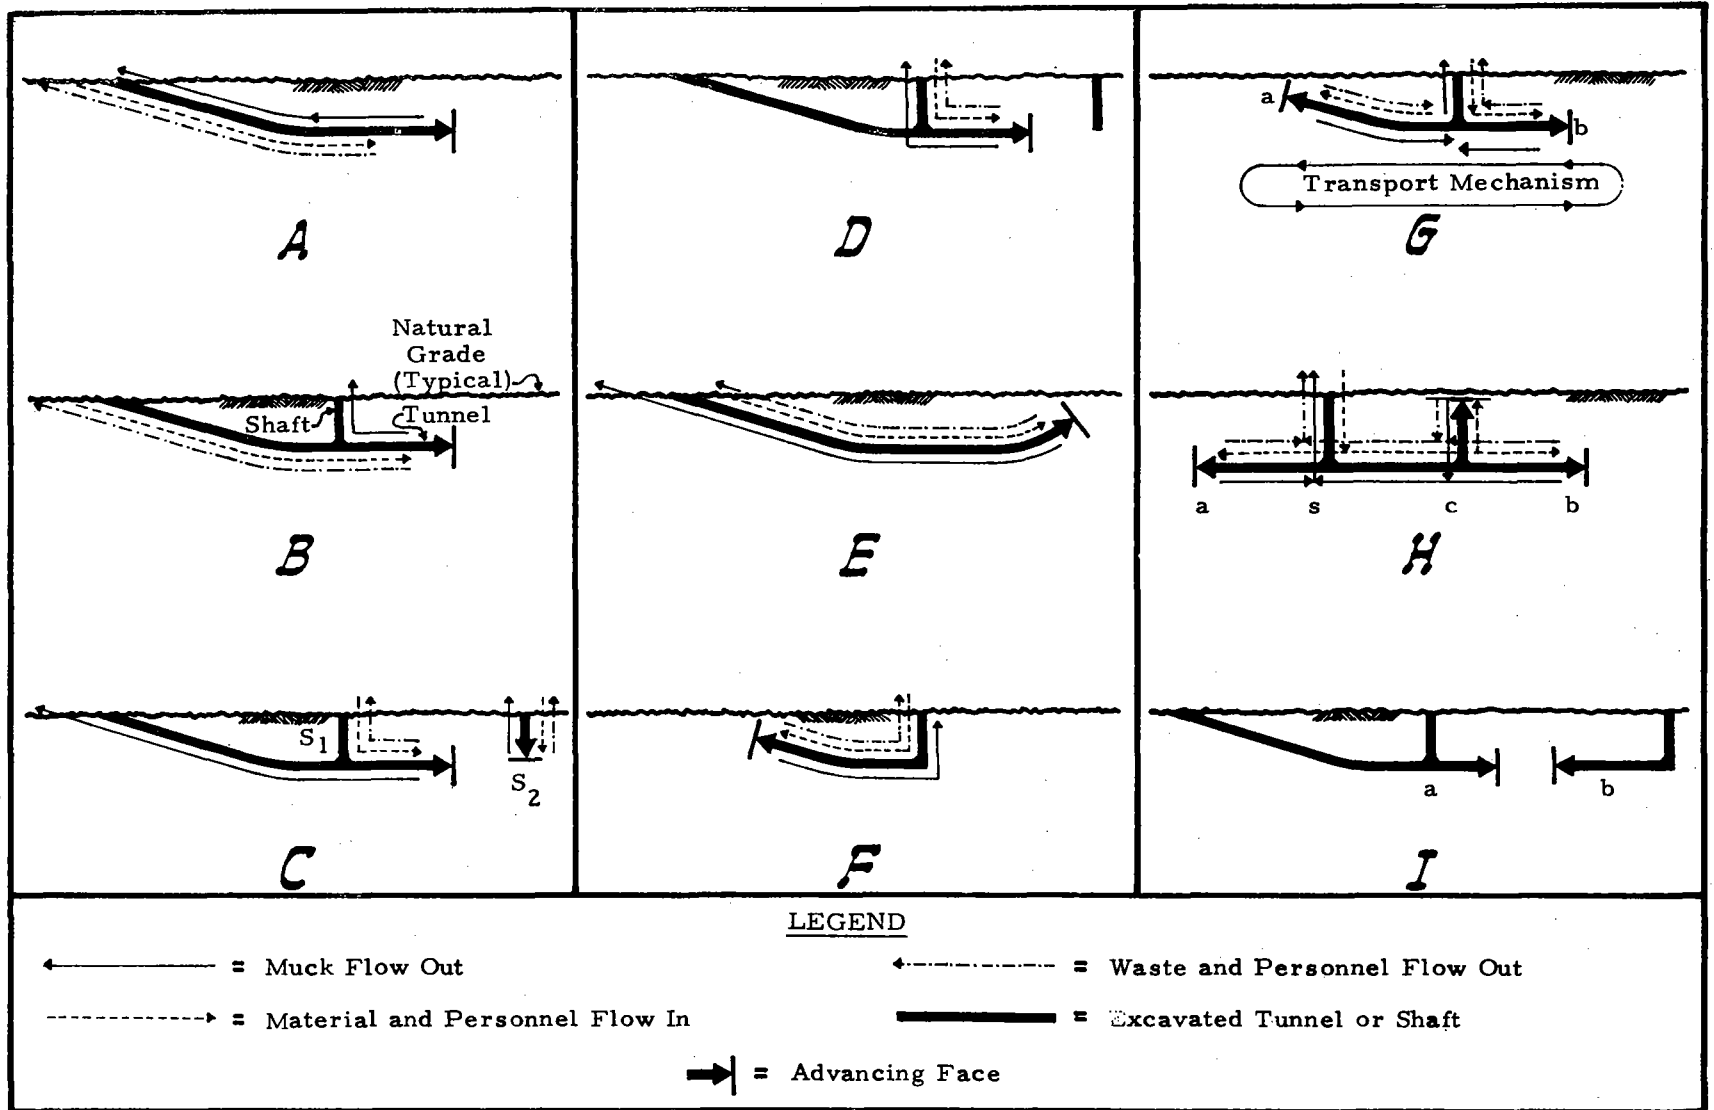 A
Natural
Grade
(Typical)
Shaft
Tunnel
B
S1
S2
C
D
E
F
a
b
Transport Mechanism
G
a s c b
H
a
b
I
LEGEND
= Muck Flow Out
= Waste and Personnel Flow Out
= Material and Personnel Flow In
= Excavated Tunnel or Shaft
= Advancing Face